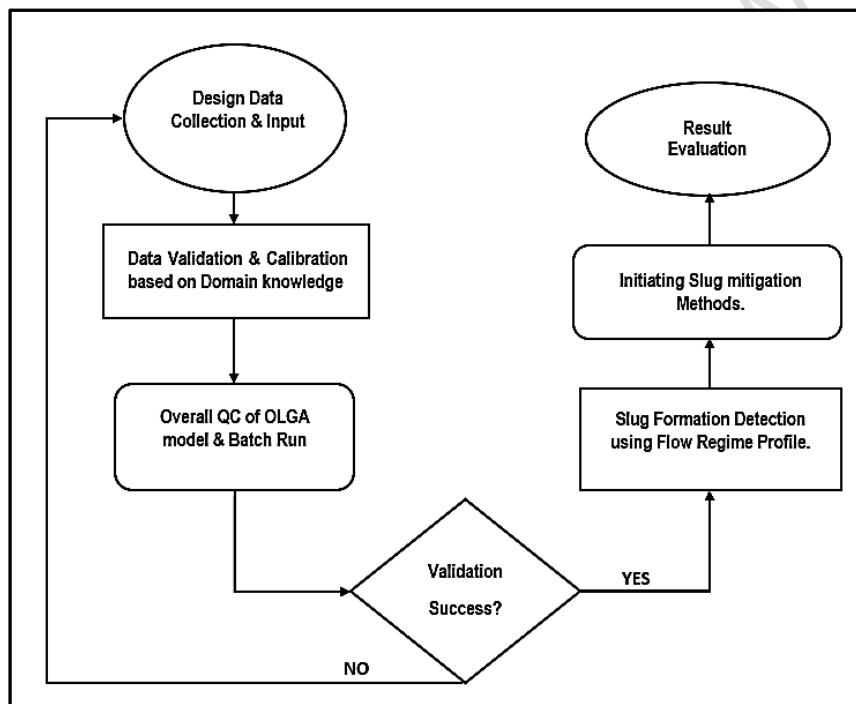 Design Data
Collection & Input
Data Validation & Calibration
based on Domain knowledge
Overall QC of OLGA
model & Batch Run
Validation
Success?
NO
YES
Slug Formation Detection
using Flow Regime Profile.
Initiating Slug mitigation
Methods.
Result
Evaluation